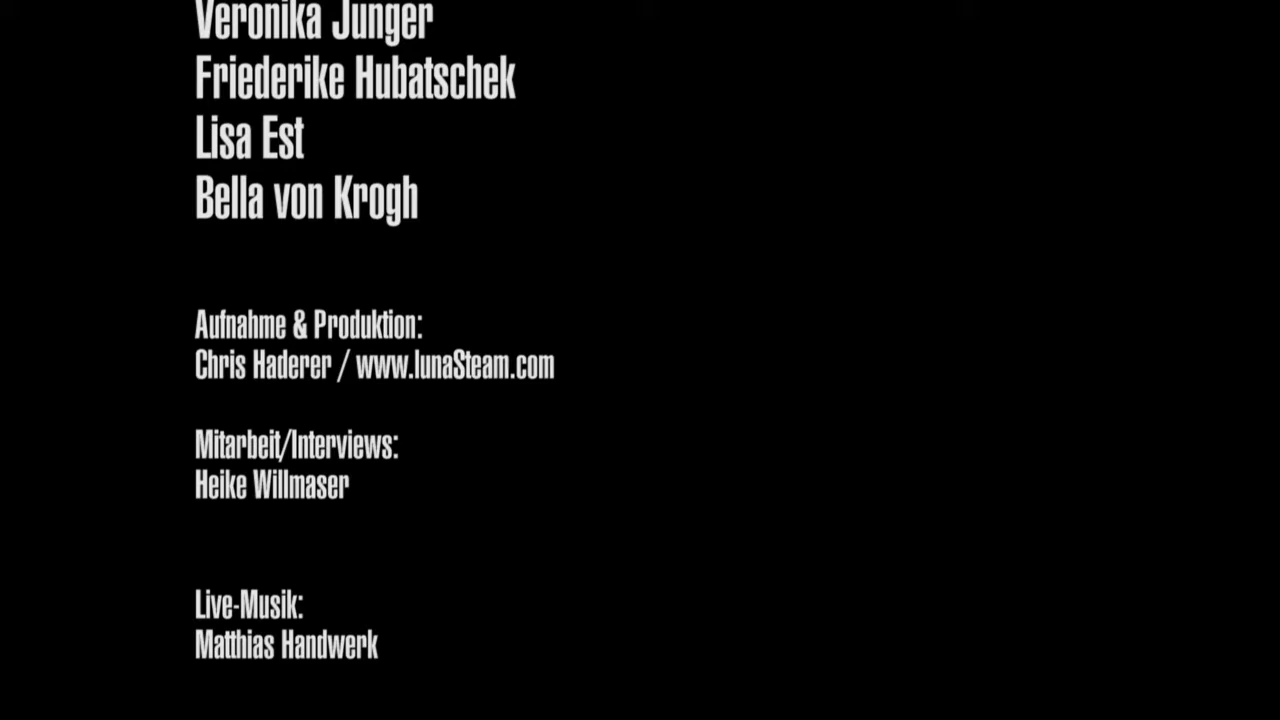 Veronika Junger
Friederike Hubatschek
Lisa Est
Bella von Krogh
Aufnahme & Produktion:
Chris Haderer / www.lunaSteam.com
Mitarbeit/Interviews:
Heike Willmaser
Live-Musik:
Matthias Handwerk